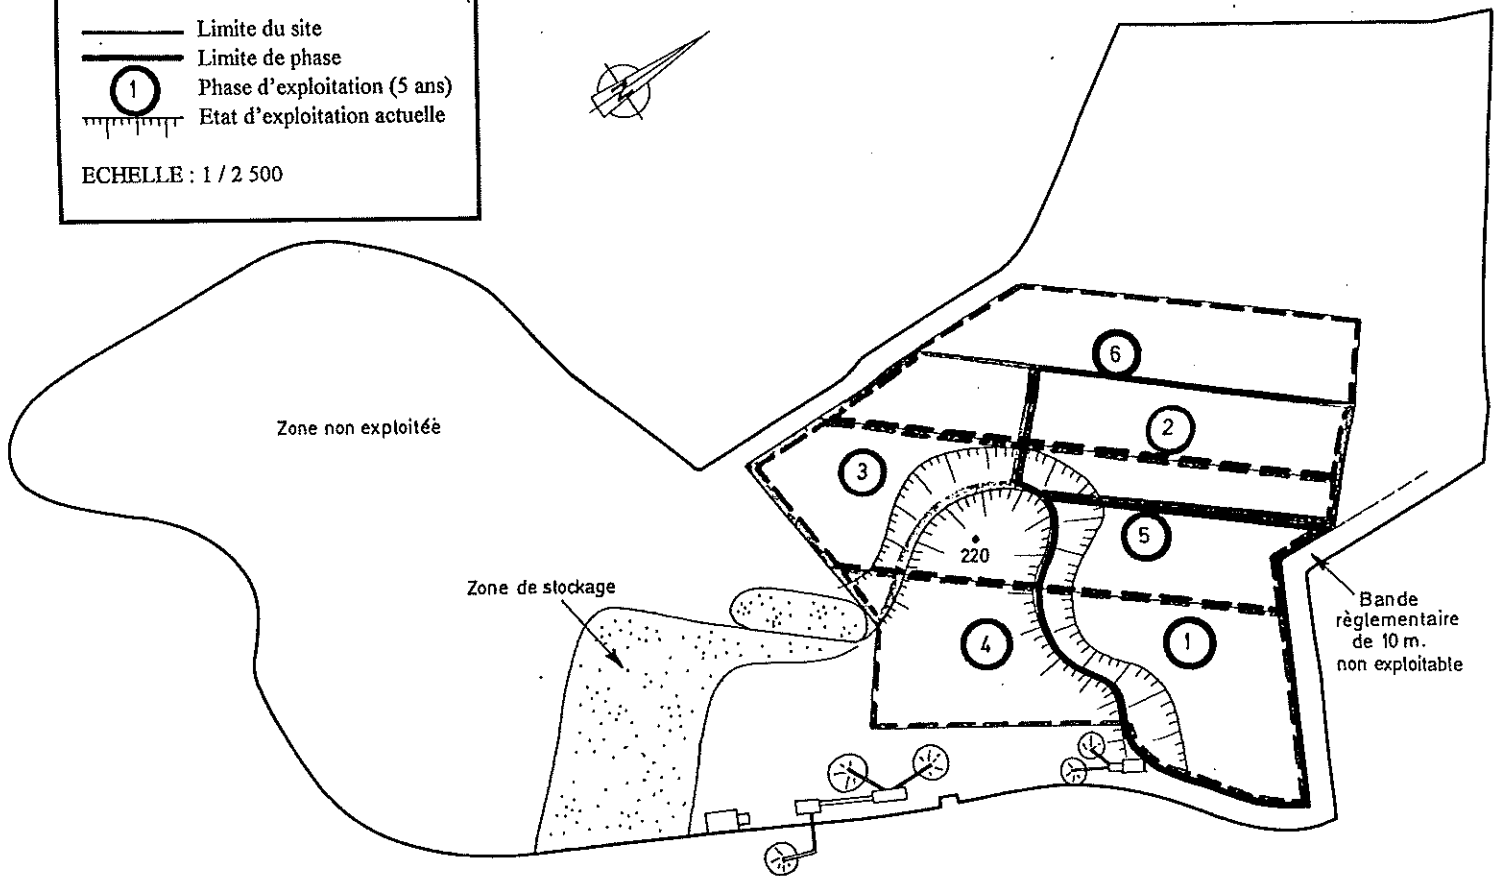 Limite du site
Limite de phase
1 Phase d'exploitation (5 ans)
Etat d'exploitation actuelle
ECHELLE : 1 / 2 500
6
2
Zone non exploitée
3
5
220
Zone de stockage
4
1
Bande
règlementaire
de 10 m.
non exploitable